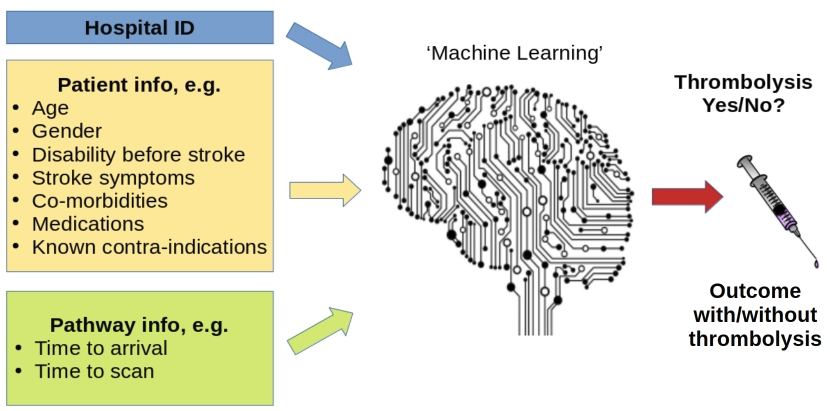 Hospital ID
Patient info, e.g.
• Age
• Gender
• Disability before stroke
• Stroke symptoms
• Co-morbidities
• Medications
• Known contra-indications
Pathway info, e.g.
• Time to arrival
• Time to scan
‘Machine Learning’
Thrombolysis
Yes/No?
Outcome
with/without
thrombolysis